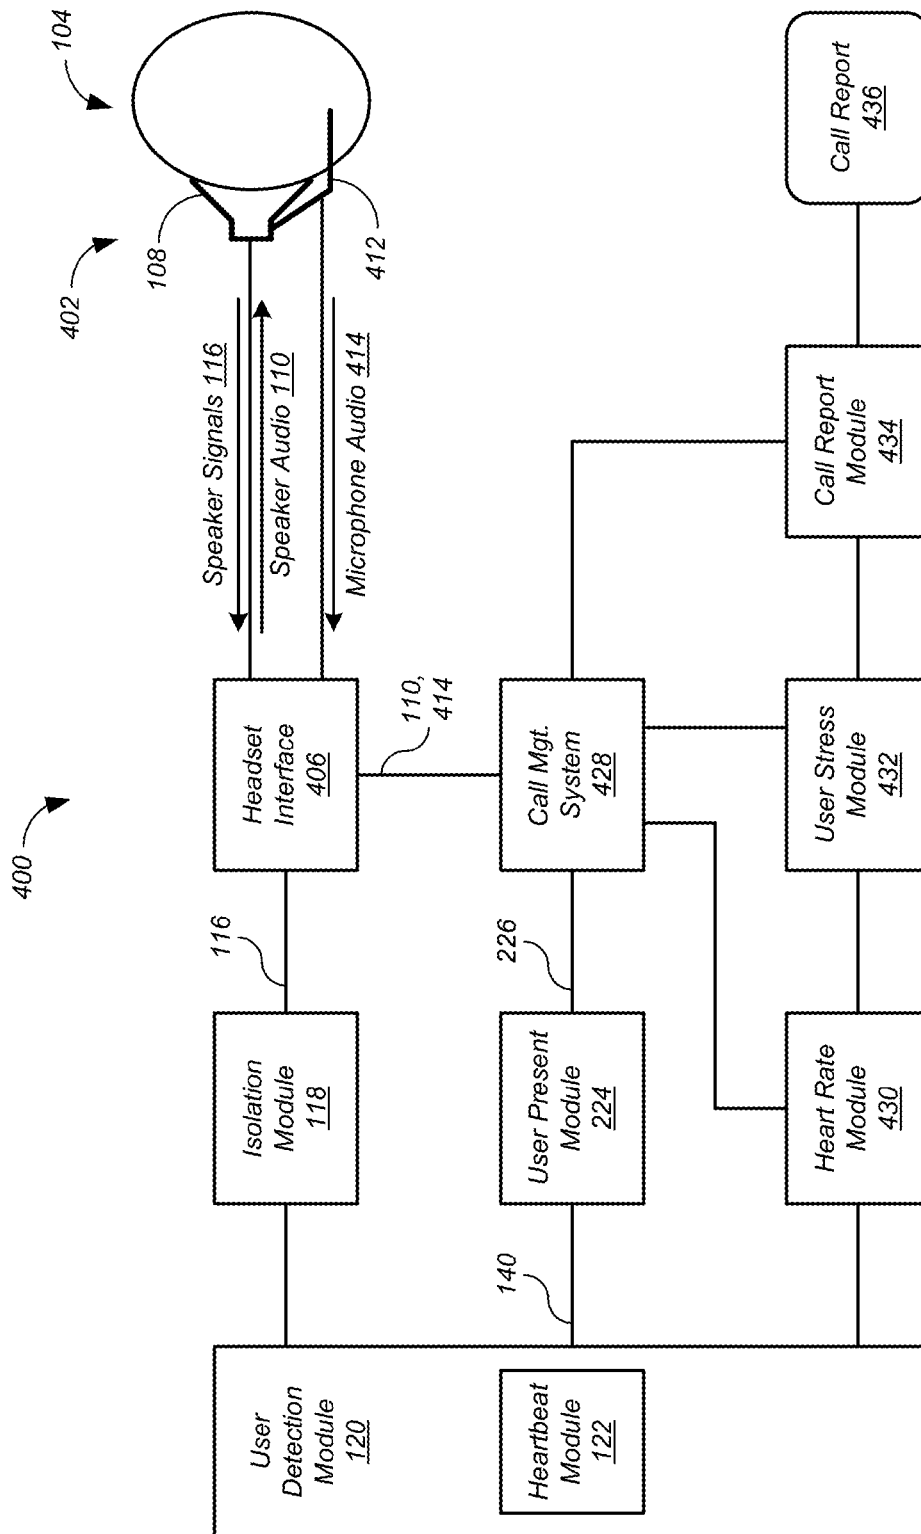 400
402
104
User
Detection
Module
120
Isolation
Module
118
116
Headset
Interface
406
Speaker Signals 116
Speaker Audio 110
Microphone Audio 414
108
412
110,
414
Heartbeat
Module
122
140
User Present
Module
224
226
Call Mgt.
System
428
Heart Rate
Module
430
User Stress
Module
432
Call Report
Module
434
Call Report
436